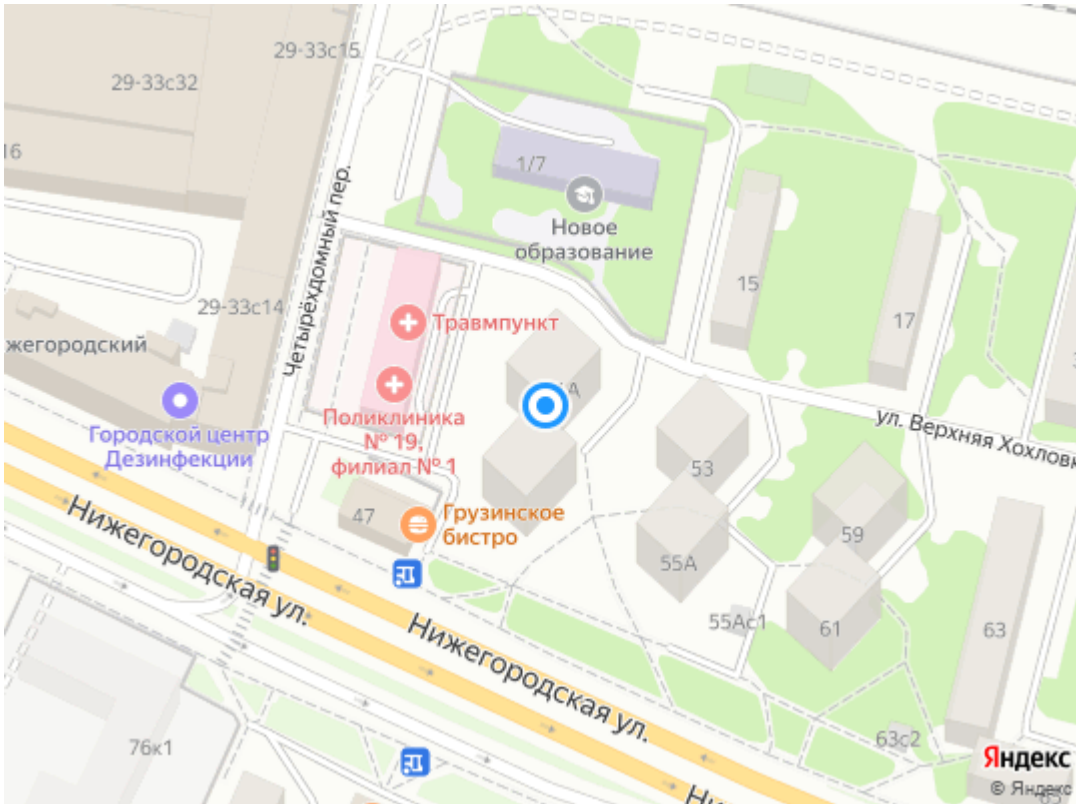 29-33с15
29-33с32
16
1/7
Новое
образование
Четырёхдомный пер.
15
17
29-33с14
Травмпункт
жегородский
Поликлиника
№ 19,
филиал № 1
Городской центр
Дезинфекции
ул. Верхняя Хохловк
53
47
Грузинское
бистро
59
55А
Нижегородская ул.
55Ас1
61
63
Нижегородская ул.
63с2
76к1
Яндекс
© Яндекс
Ни